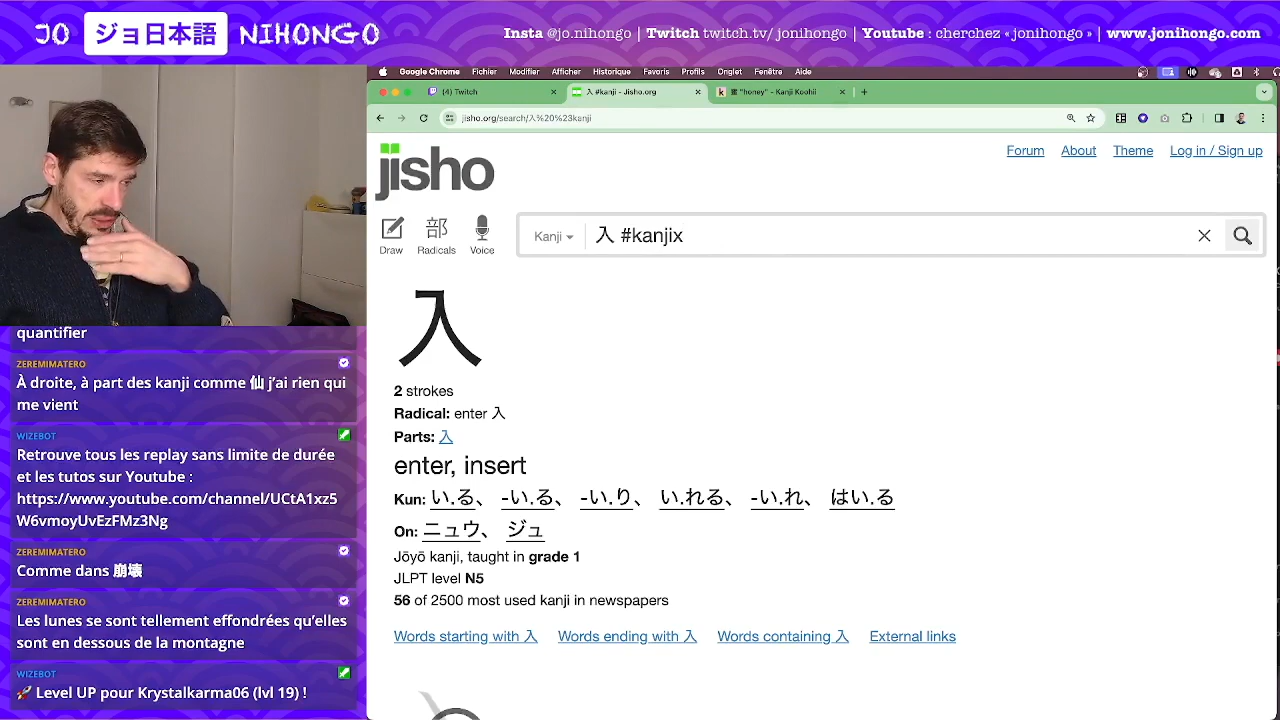 JO ジョ日本語 NIHONGO
Insta @jo.nihongo | Twitch twitch.tv/ jonihongo | Youtube : cherchez « jonihongo » | www.jonihongo.com
Google Chrome Fichier Modifier Afficher Historique Favoris Profils Onglet Fenêtre Aide
(4) Twitch
入 #kanji - Jisho.org
蜜 "honey" - Kanji Koohii
jisho.org/search/入%20%23kanji
jisho
Forum About Theme Log in / Sign up
Draw
部
Radicals
Voice
Kanji
入 #kanjix
入
2 strokes
Radical: enter 入
Parts: 入
enter, insert
Kun: い.る、 -い.る、 -い.り、 い.れる、 -い.れ、 はい.る
On: ニュウ、 ジュ
Jōyō kanji, taught in grade 1
JLPT level N5
56 of 2500 most used kanji in newspapers
Words starting with 入
Words ending with 入
Words containing 入
External links
quantifier
ZEREMIMATERO
À droite, à part des kanji comme 仙 j'ai rien qui
me vient
WIZEBOT
Retrouve tous les replay sans limite de durée
et les tutos sur Youtube :
https://www.youtube.com/channel/UCtA1xz5
W6vmoyUvEzFMz3Ng
ZEREMIMATERO
Comme dans 崩壊
ZEREMIMATERO
Les lunes se sont tellement effondrées qu'elles
sont en dessous de la montagne
WIZEBOT
🚀 Level UP pour Krystalkarma06 (lvl 19) !